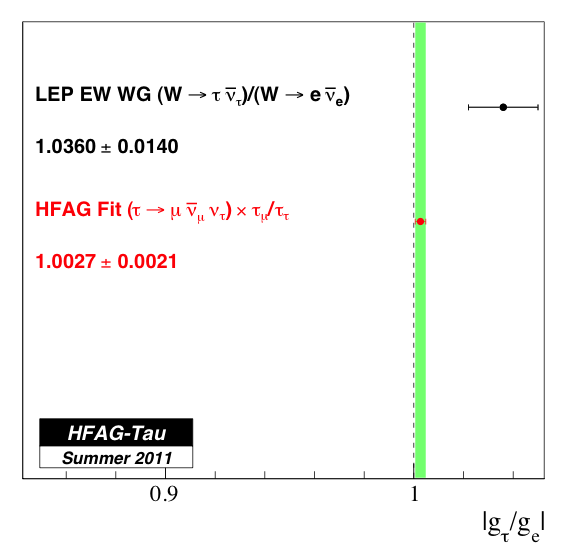 LEP EW WG (W → τ ν̄τ)/(W → e ν̄e)
1.0360 ± 0.0140
HFAG Fit (τ → μ ν̄μ ντ) × τμ/ττ
1.0027 ± 0.0021
HFAG-Tau
Summer 2011
0.9 1
|gτ/ge|